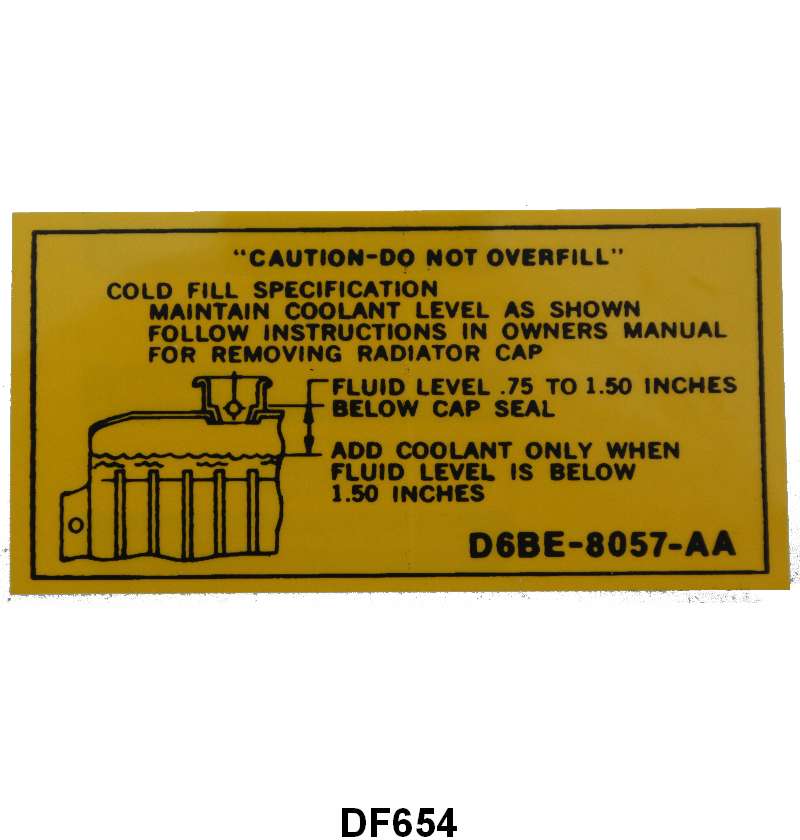 "CAUTION-DO NOT OVERFILL"
COLD FILL SPECIFICATION
MAINTAIN COOLANT LEVEL AS SHOWN
FOLLOW INSTRUCTIONS IN OWNERS MANUAL
FOR REMOVING RADIATOR CAP
FLUID LEVEL .75 TO 1.50 INCHES
BELOW CAP SEAL
ADD COOLANT ONLY WHEN
FLUID LEVEL IS BELOW
1.50 INCHES
D6BE-8057-AA
DF654